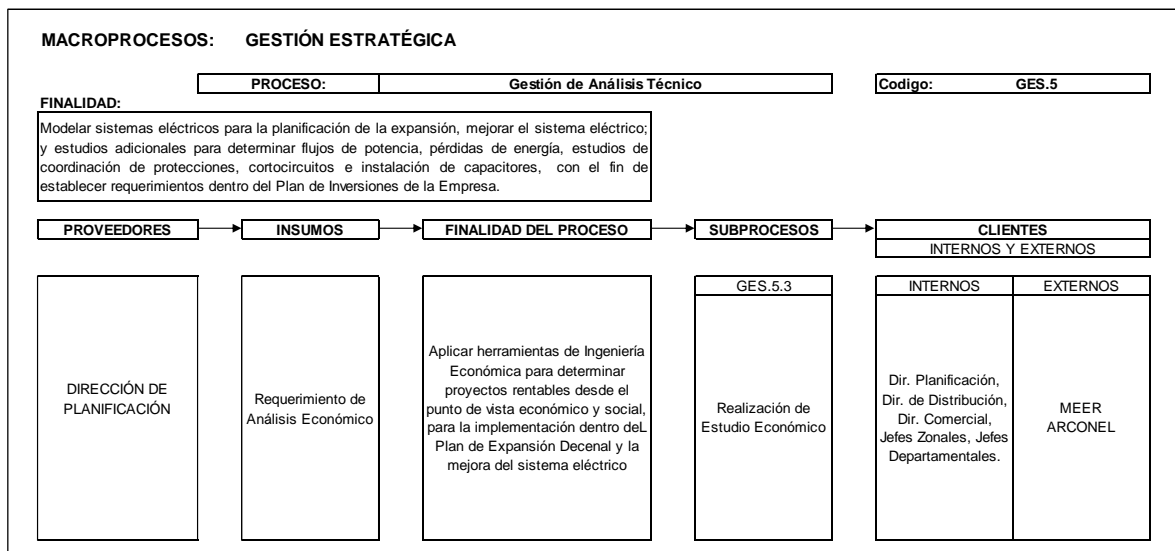 MACROPROCESOS: GESTIÓN ESTRATÉGICA
PROCESO: Gestión de Análisis Técnico Codigo: GES.5
FINALIDAD:
Modelar sistemas eléctricos para la planificación de la expansión, mejorar el sistema eléctrico;
y estudios adicionales para determinar flujos de potencia, pérdidas de energía, estudios de
coordinación de protecciones, cortocircuitos e instalación de capacitores, con el fin de
establecer requerimientos dentro del Plan de Inversiones de la Empresa.
PROVEEDORES INSUMOS FINALIDAD DEL PROCESO SUBPROCESOS CLIENTES
INTERNOS Y EXTERNOS
DIRECCIÓN DE
PLANIFICACIÓN
Requerimiento de
Análisis Económico
Aplicar herramientas de Ingeniería
Económica para determinar
proyectos rentables desde el
punto de vista económico y social,
para la implementación dentro deL
Plan de Expansión Decenal y la
mejora del sistema eléctrico
GES.5.3
Realización de
Estudio Económico
INTERNOS
Dir. Planificación,
Dir. de Distribución,
Dir. Comercial,
Jefes Zonales, Jefes
Departamentales.
EXTERNOS
MEER
ARCONEL